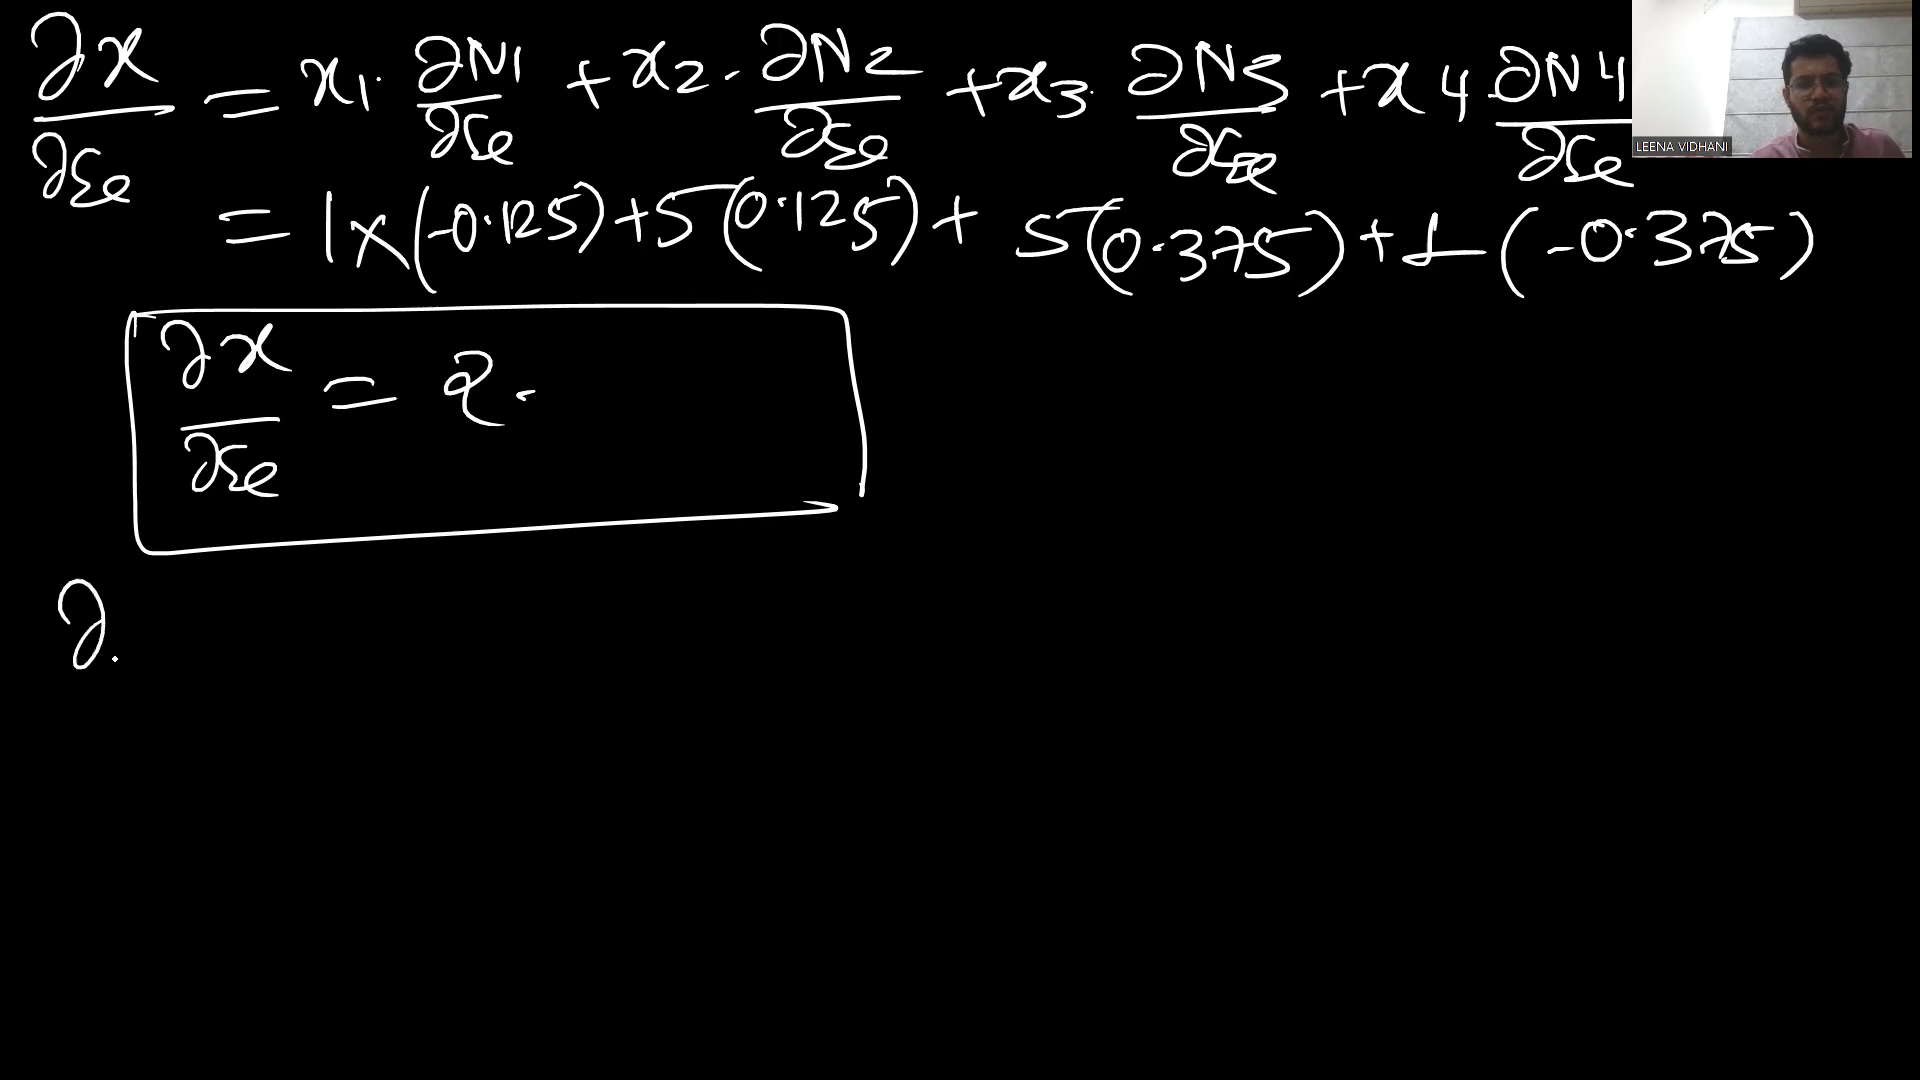 ∂x/∂ξe = x1·∂N1/∂ξe + x2·∂N2/∂ξe + x3·∂N3/∂ξe + x4·∂N4/∂ξe
= 1×(-0.125)+5(0.125)+5(0.375)+1(-0.375)
∂x/∂ξe = 2.
∂.
LEENA VIDHANI